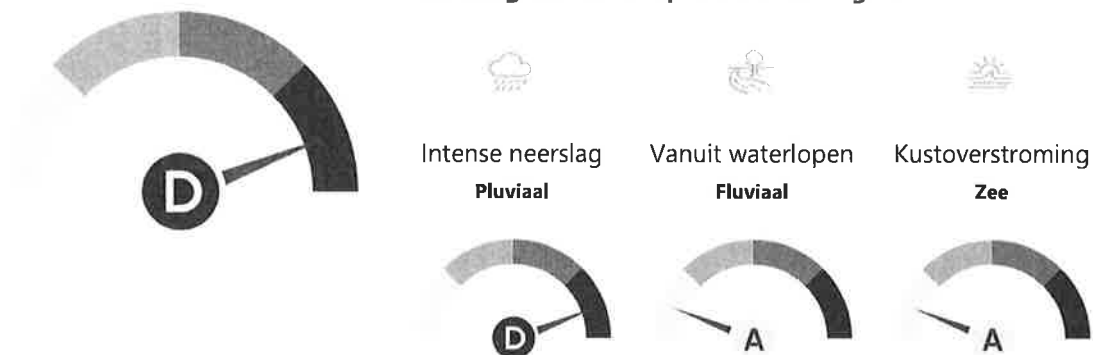 D
Intense neerslag Vanuit waterlopen Kustoverstroming
Pluviaal Fluviaal Zee
D A A